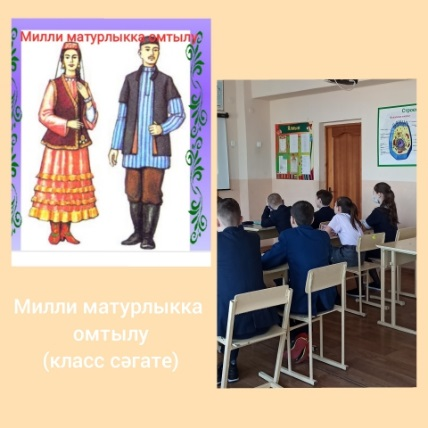 Милли матурлыкка омтылу
Милли матурлыкка
омтылу
(класс сәгате)